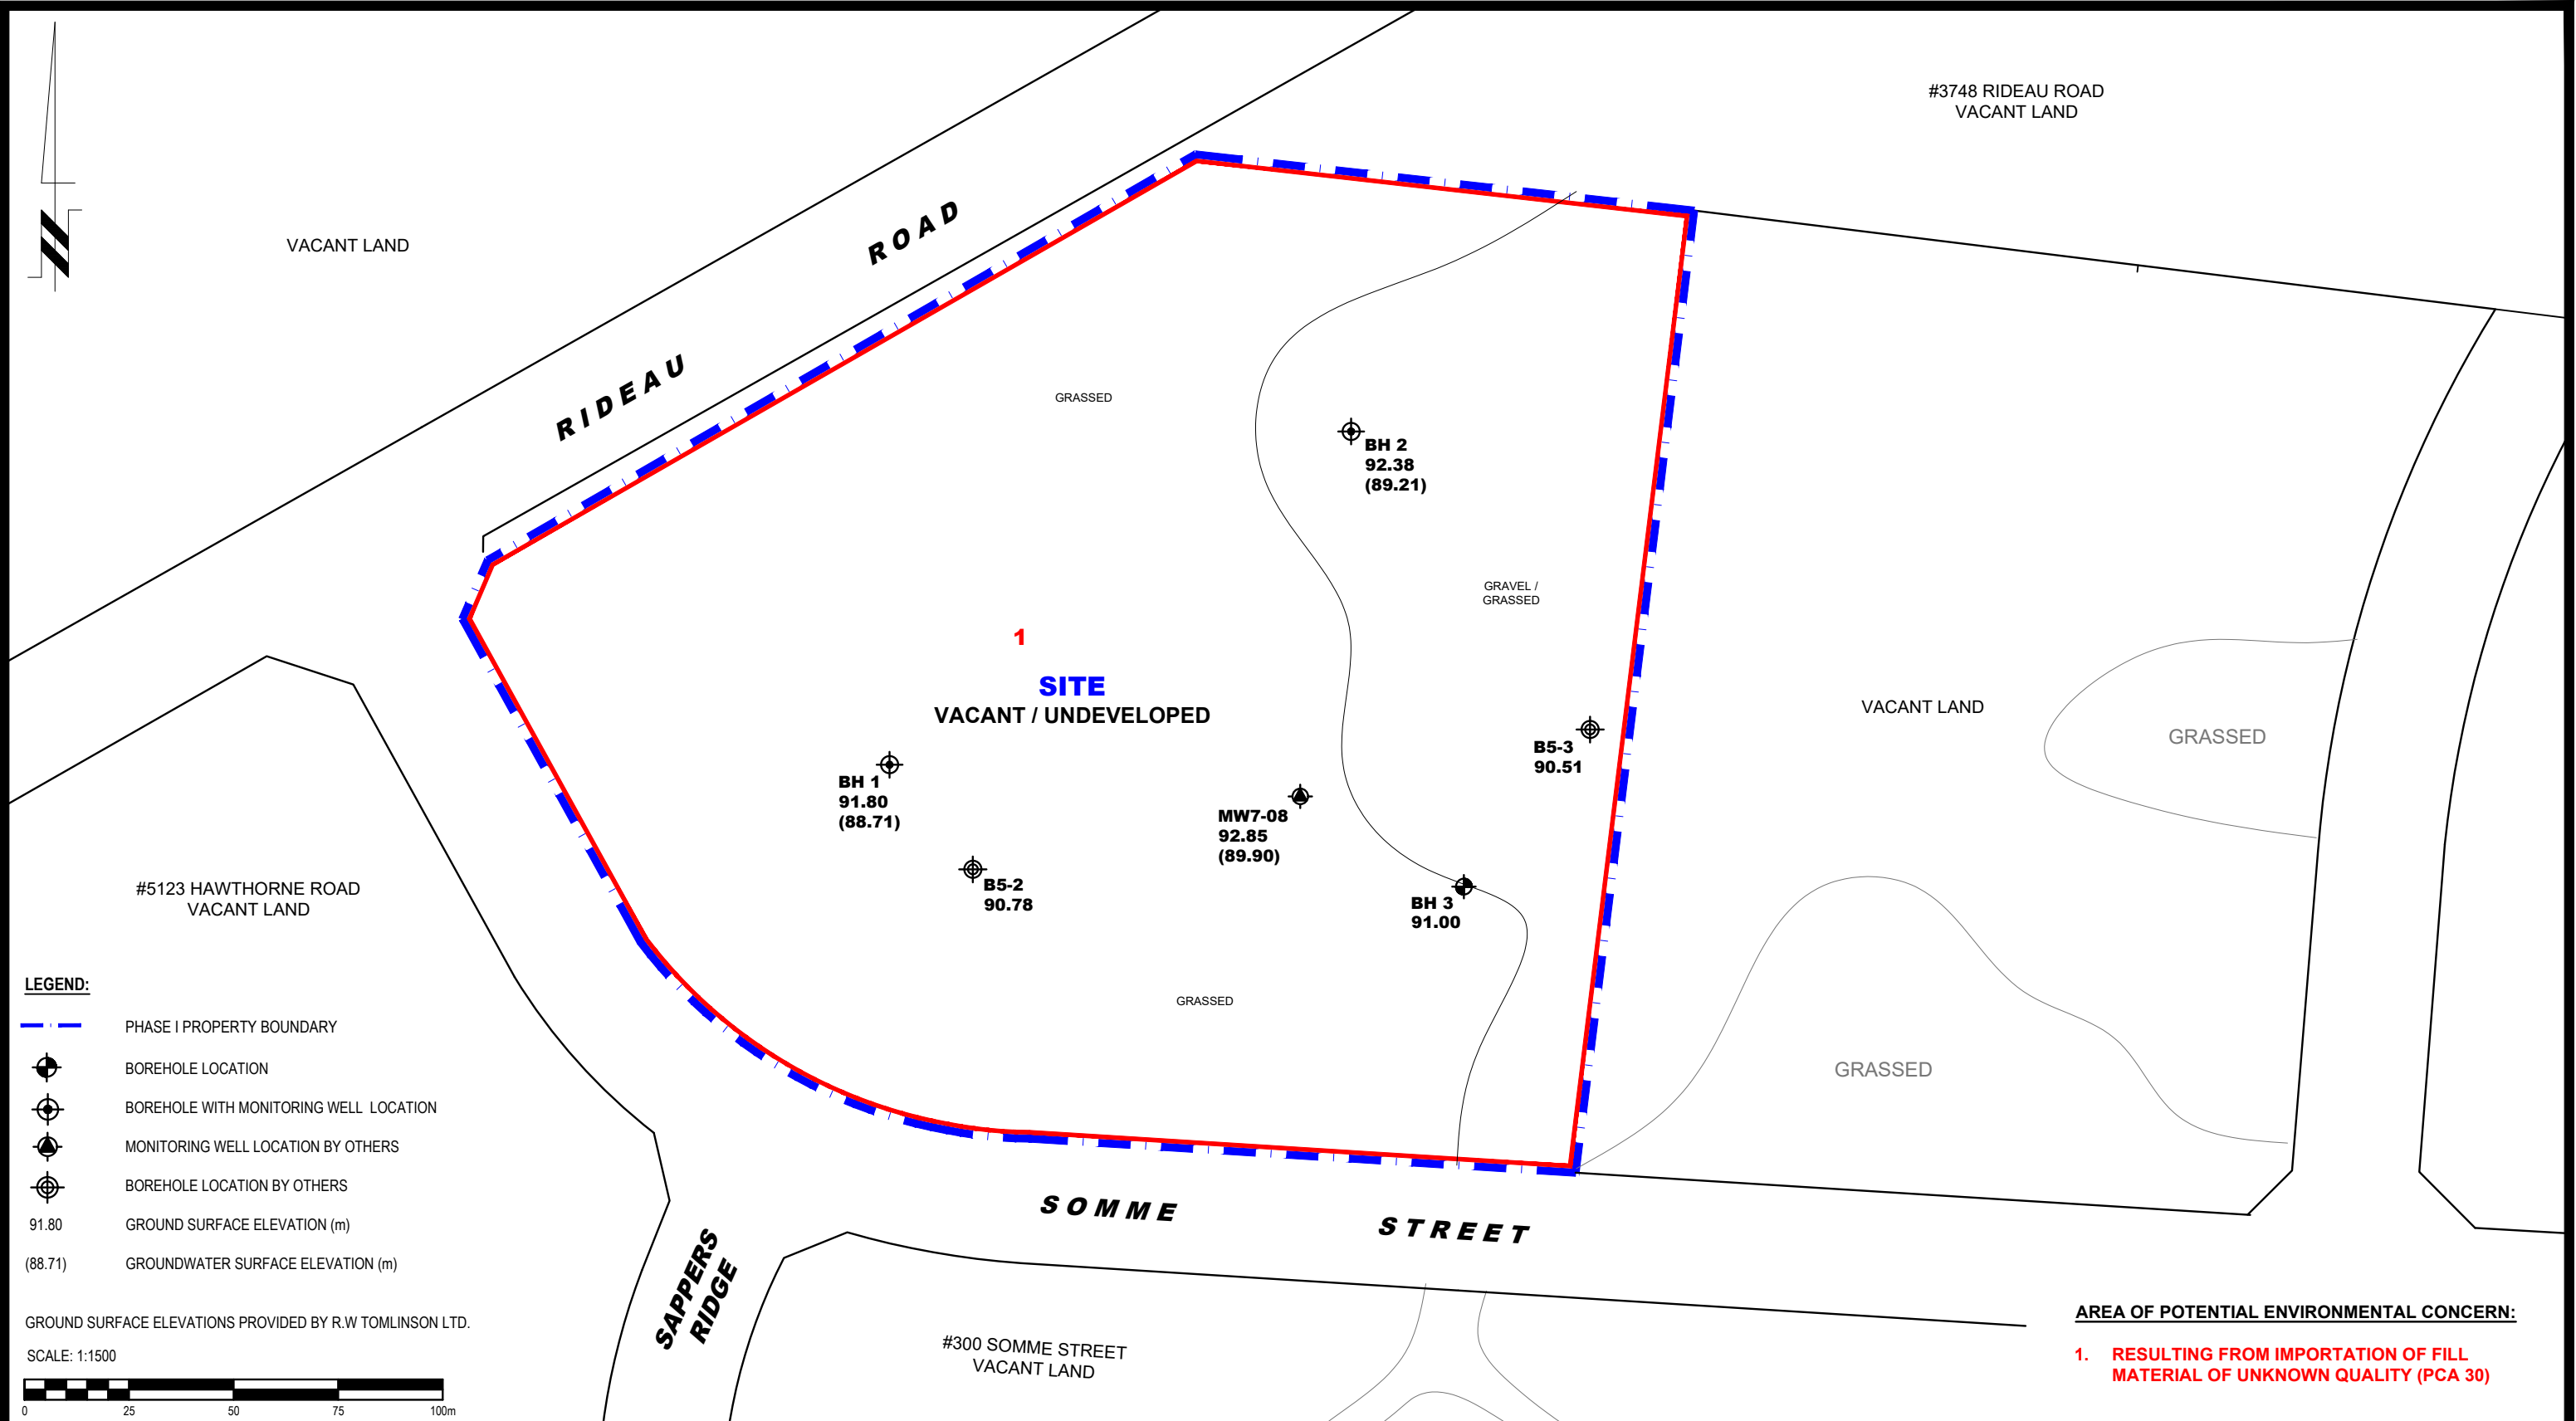 #3748 RIDEAU ROAD
VACANT LAND
VACANT LAND
RIDEAU ROAD
GRASSED
BH 2
92.38
(89.21)
GRAVEL /
GRASSED
1
SITE
VACANT / UNDEVELOPED
BH 1
91.80
(88.71)
B5-2
90.78
MW7-08
92.85
(89.90)
B5-3
90.51
BH 3
91.00
GRASSED
VACANT LAND
GRASSED
GRASSED
#5123 HAWTHORNE ROAD
VACANT LAND
SOMME STREET
SAPPERS
RIDGE
#300 SOMME STREET
VACANT LAND
LEGEND:
PHASE I PROPERTY BOUNDARY
BOREHOLE LOCATION
BOREHOLE WITH MONITORING WELL LOCATION
MONITORING WELL LOCATION BY OTHERS
BOREHOLE LOCATION BY OTHERS
91.80 GROUND SURFACE ELEVATION (m)
(88.71) GROUNDWATER SURFACE ELEVATION (m)
GROUND SURFACE ELEVATIONS PROVIDED BY R.W TOMLINSON LTD.
SCALE: 1:1500
0 25 50 75 100m
AREA OF POTENTIAL ENVIRONMENTAL CONCERN:
1. RESULTING FROM IMPORTATION OF FILL
MATERIAL OF UNKNOWN QUALITY (PCA 30)